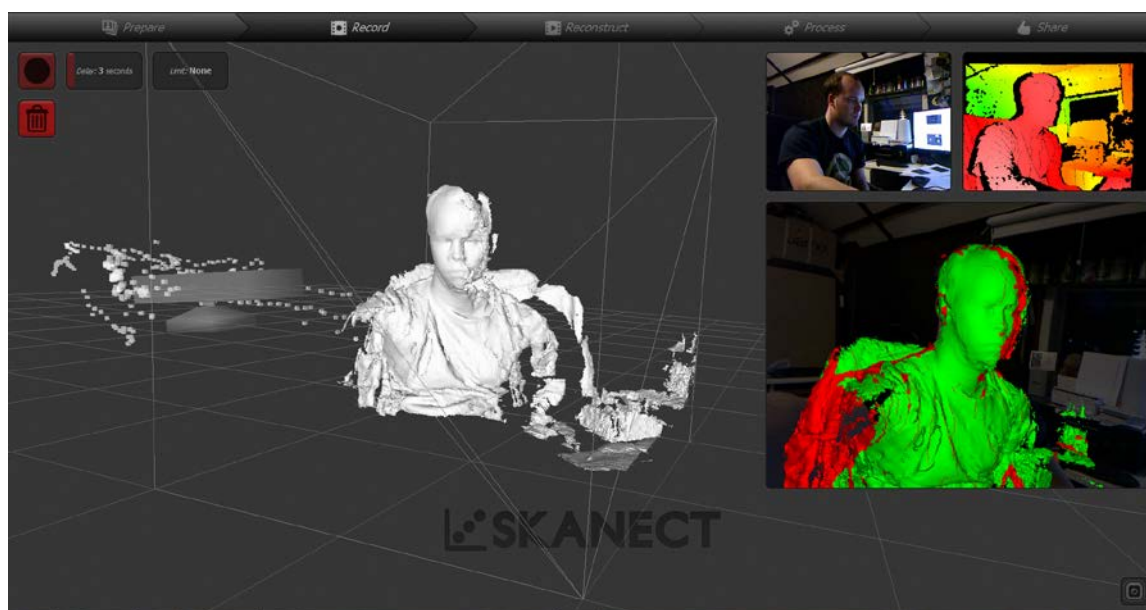 Prepare
Record
Reconstruct
Process
Share
Delay: 3 seconds
Limit: None
SKANECT